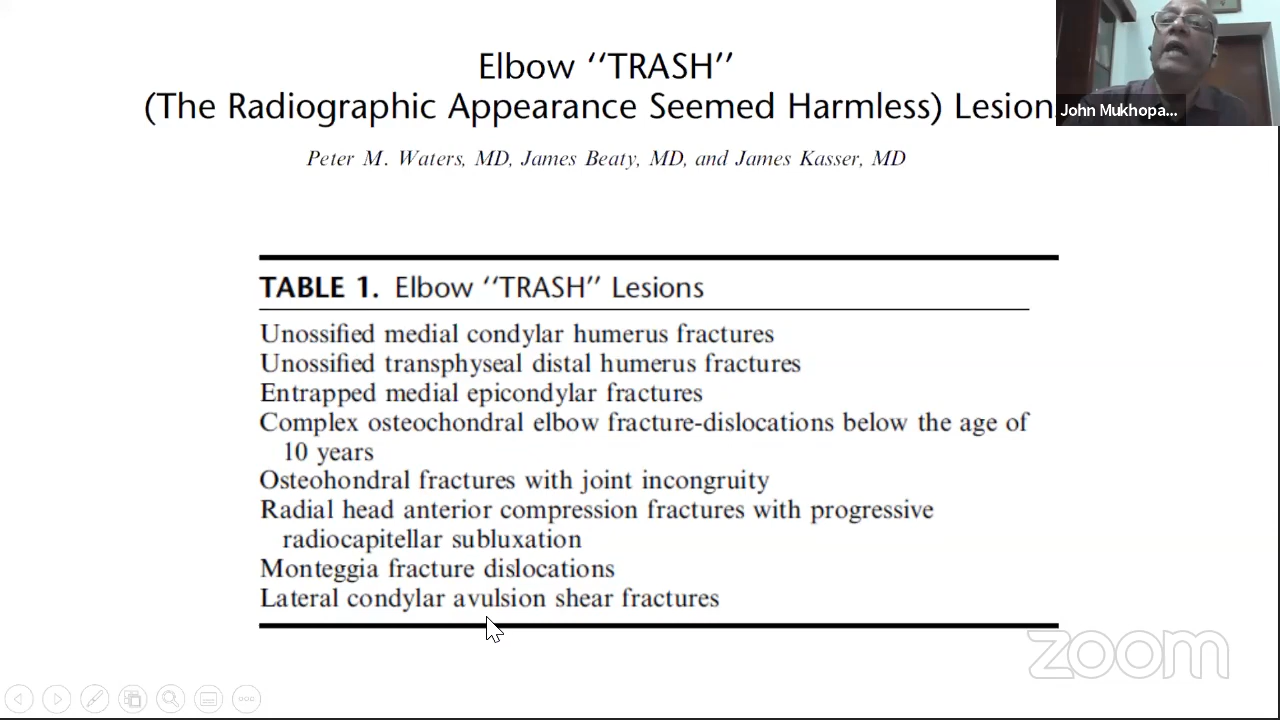 Elbow ‘‘TRASH’’
(The Radiographic Appearance Seemed Harmless) Lesion
Peter M. Waters, MD, James Beaty, MD, and James Kasser, MD
John Mukhopa...
TABLE 1. Elbow ‘‘TRASH’’ Lesions
Unossified medial condylar humerus fractures
Unossified transphyseal distal humerus fractures
Entrapped medial epicondylar fractures
Complex osteochondral elbow fracture-dislocations below the age of
10 years
Osteohondral fractures with joint incongruity
Radial head anterior compression fractures with progressive
radiocapitellar subluxation
Monteggia fracture dislocations
Lateral condylar avulsion shear fractures
zoom